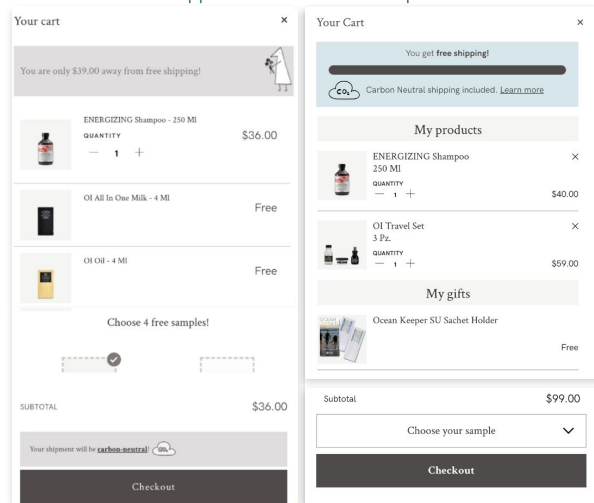 Your cart ×
You are only $39.00 away from free shipping!
ENERGIZING Shampoo - 250 Ml
QUANTITY
— 1 +
$36.00
OI All In One Milk - 4 Ml
Free
OI Oil - 4 Ml
Free
Choose 4 free samples!
SUBTOTAL $36.00
Your shipment will be carbon-neutral! CO₂
Checkout
Your Cart ×
You get free shipping!
CO₂ Carbon Neutral shipping included. Learn more
My products
ENERGIZING Shampoo ×
250 Ml
QUANTITY
— 1 + $40.00
OI Travel Set ×
3 Pz.
QUANTITY
— 1 + $59.00
My gifts
Ocean Keeper SU Sachet Holder
Free
Subtotal $99.00
Choose your sample
Checkout